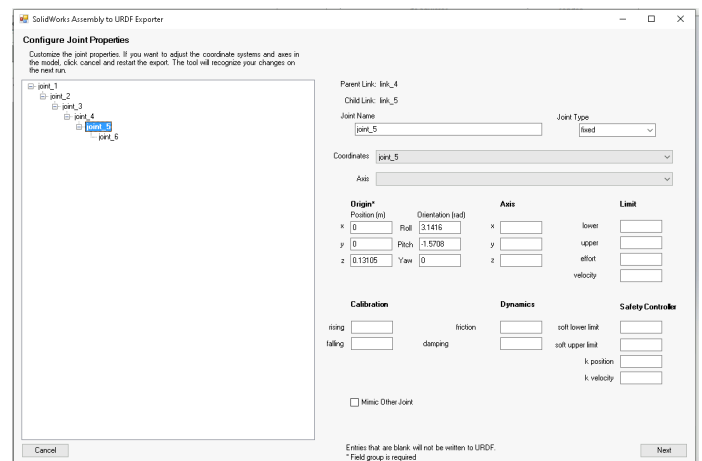 SolidWorks Assembly to URDF Exporter
Configure Joint Properties
Customize the joint properties. If you want to adjust the coordinate systems and axes in
the model, click cancel and restart the export. The tool will recognize your changes on
the next run.
joint_1
joint_2
joint_3
joint_4
joint_5
joint_6
Parent Link: link_4
Child Link: link_5
Joint Name
Joint Type
joint_5
fixed
Coordinates joint_5
Axis
Origin*
Axis
Limit
Position (m)
Orientation (rad)
x 0 Roll 3.1416 x lower
y 0 Pitch -1.5708 y upper
z 0.13105 Yaw 0 z effort
velocity
Calibration
Dynamics
Safety Controller
rising friction soft lower limit
falling damping soft upper limit
k position
k velocity
Mimic Other Joint
Cancel
Entries that are blank will not be written to URDF.
* Field group is required
Next